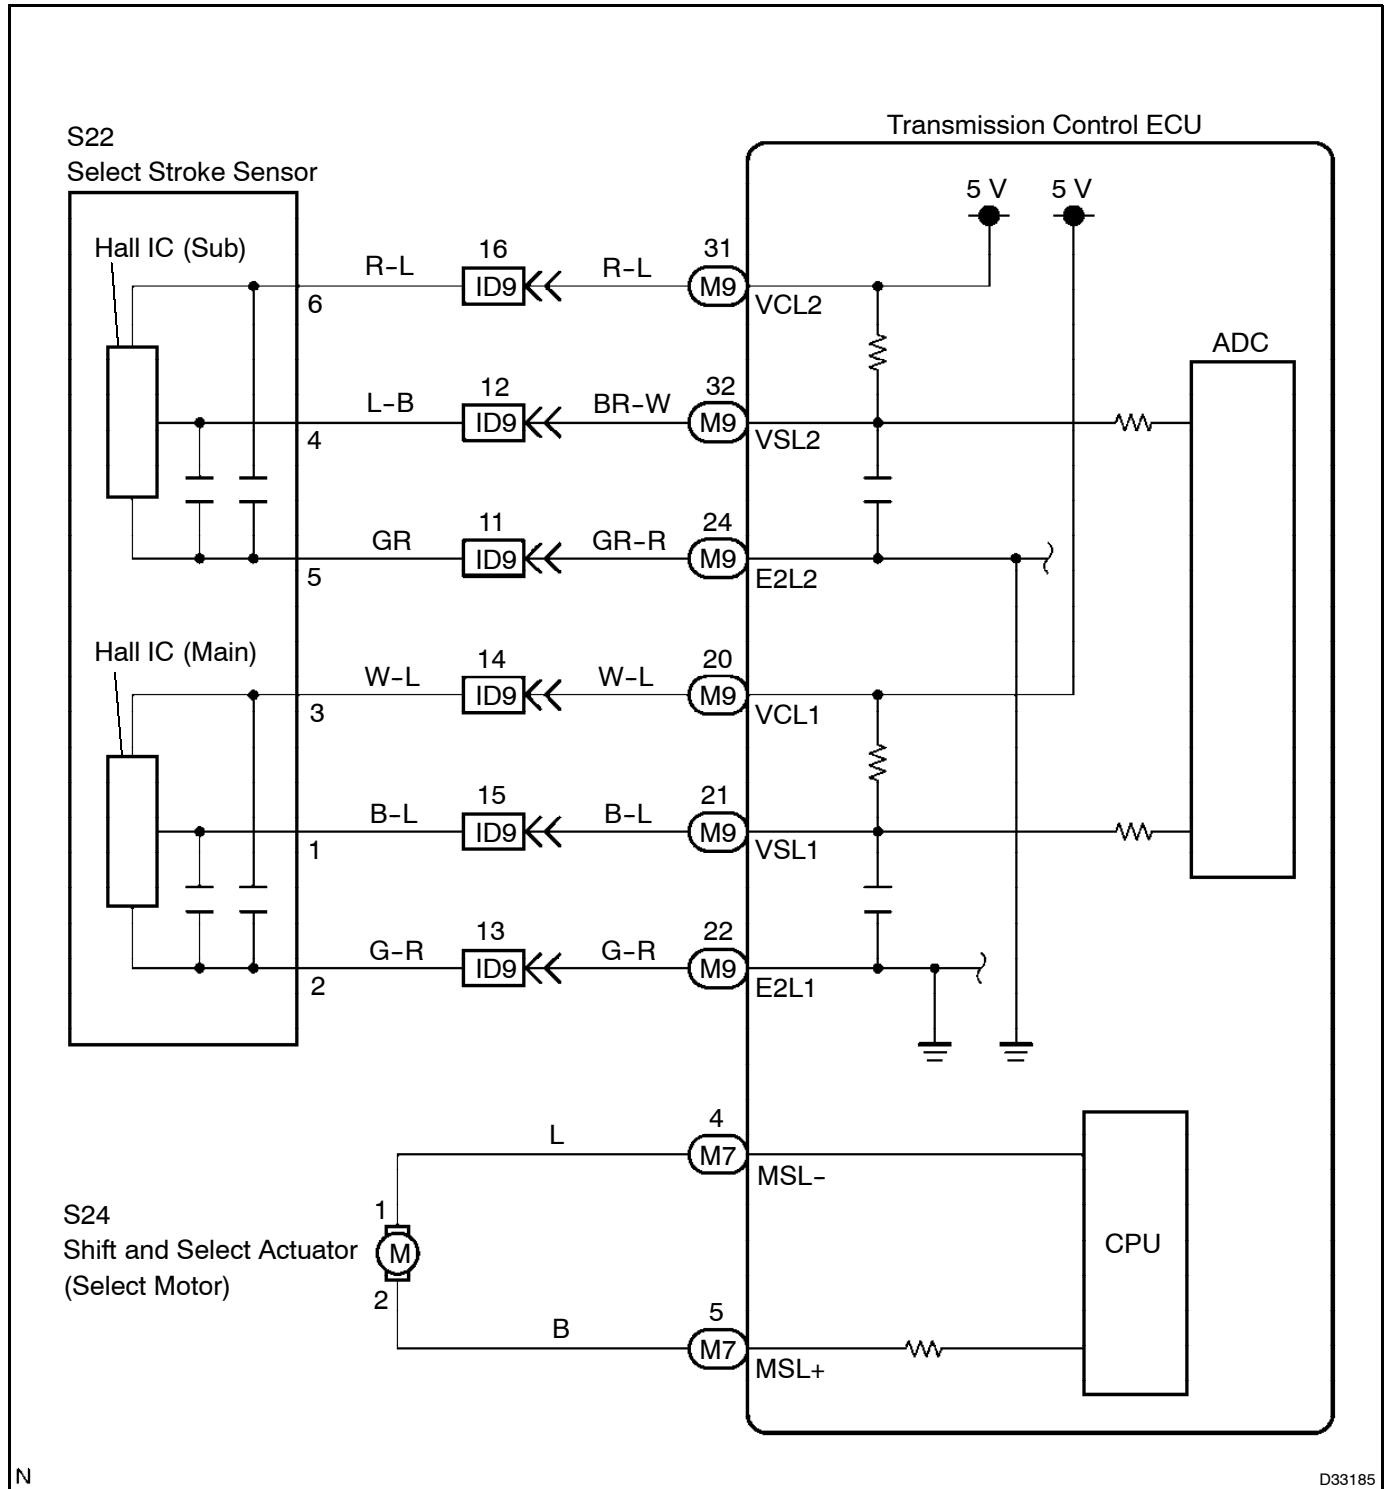 Transmission Control ECU
S22
Select Stroke Sensor
5 V
5 V
Hall IC (Sub)
6
R-L
16
ID9
R-L
31
M9
VCL2
ADC
4
L-B
12
ID9
BR-W
32
M9
VSL2
5
GR
11
ID9
GR-R
24
M9
E2L2
Hall IC (Main)
3
W-L
14
ID9
W-L
20
M9
VCL1
1
B-L
15
ID9
B-L
21
M9
VSL1
2
G-R
13
ID9
G-R
22
M9
E2L1
L
4
M7
MSL-
S24
Shift and Select Actuator
(Select Motor)
1
M
2
CPU
B
5
M7
MSL+
N
D33185